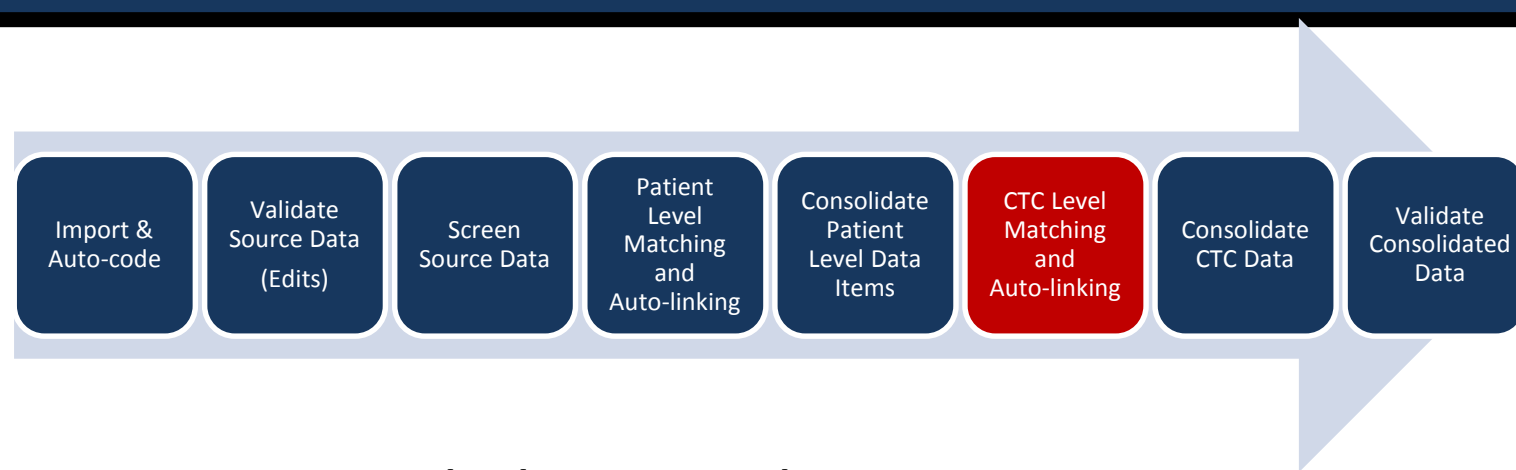 Import &
Auto-code
Validate
Source Data
(Edits)
Screen
Source Data
Patient
Level
Matching
and
Auto-linking
Consolidate
Patient
Level Data
Items
CTC Level
Matching
and
Auto-linking
Consolidate
CTC Data
Validate
Consolidated
Data